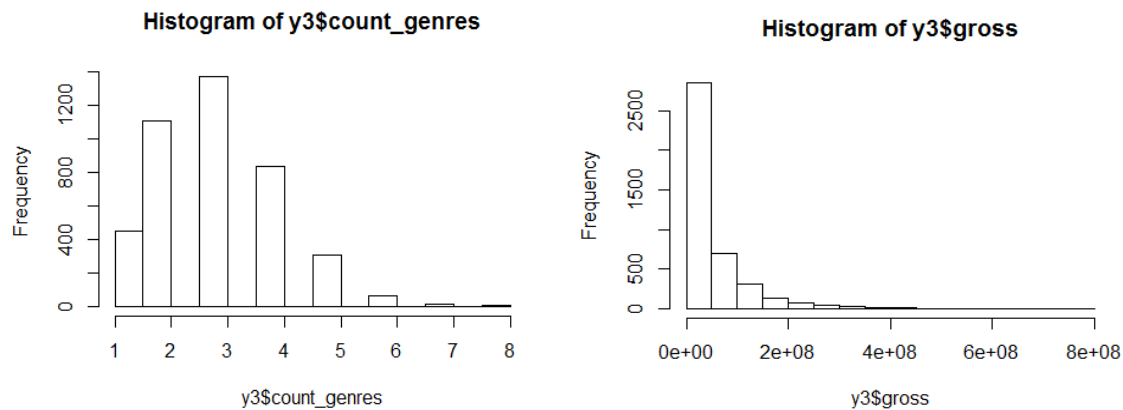 Histogram of y3$count_genres
Frequency
0 400 800 1200
1 2 3 4 5 6 7 8
y3$count_genres
Histogram of y3$gross
Frequency
0 500 1500 2500
0e+00 2e+08 4e+08 6e+08 8e+08
y3$gross